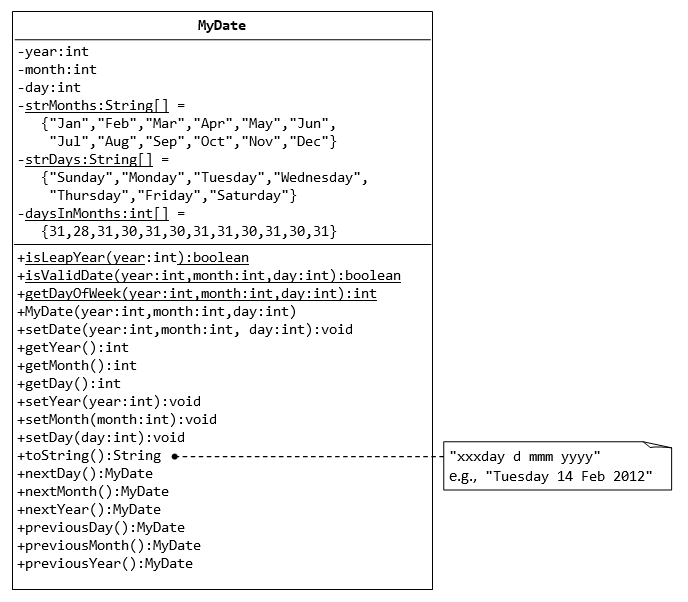 MyDate
-year:int
-month:int
-day:int
-strMonths:String[] =
{"Jan","Feb","Mar","Apr","May","Jun",
"Jul","Aug","Sep","Oct","Nov","Dec"}
-strDays:String[] =
{"Sunday","Monday","Tuesday","Wednesday",
"Thursday","Friday","Saturday"}
-daysInMonths:int[] =
{31,28,31,30,31,30,31,31,30,31,30,31}
+isLeapYear(year:int):boolean
+isValidDate(year:int,month:int,day:int):boolean
+getDayOfWeek(year:int,month:int,day:int):int
+MyDate(year:int,month:int,day:int)
+setDate(year:int,month:int, day:int):void
+getYear():int
+getMonth():int
+getDay():int
+setYear(year:int):void
+setMonth(month:int):void
+setDay(day:int):void
+toString():String
+nextDay():MyDate
+nextMonth():MyDate
+nextYear():MyDate
+previousDay():MyDate
+previousMonth():MyDate
+previousYear():MyDate
"xxxday d mmm yyyy"
e.g., "Tuesday 14 Feb 2012"